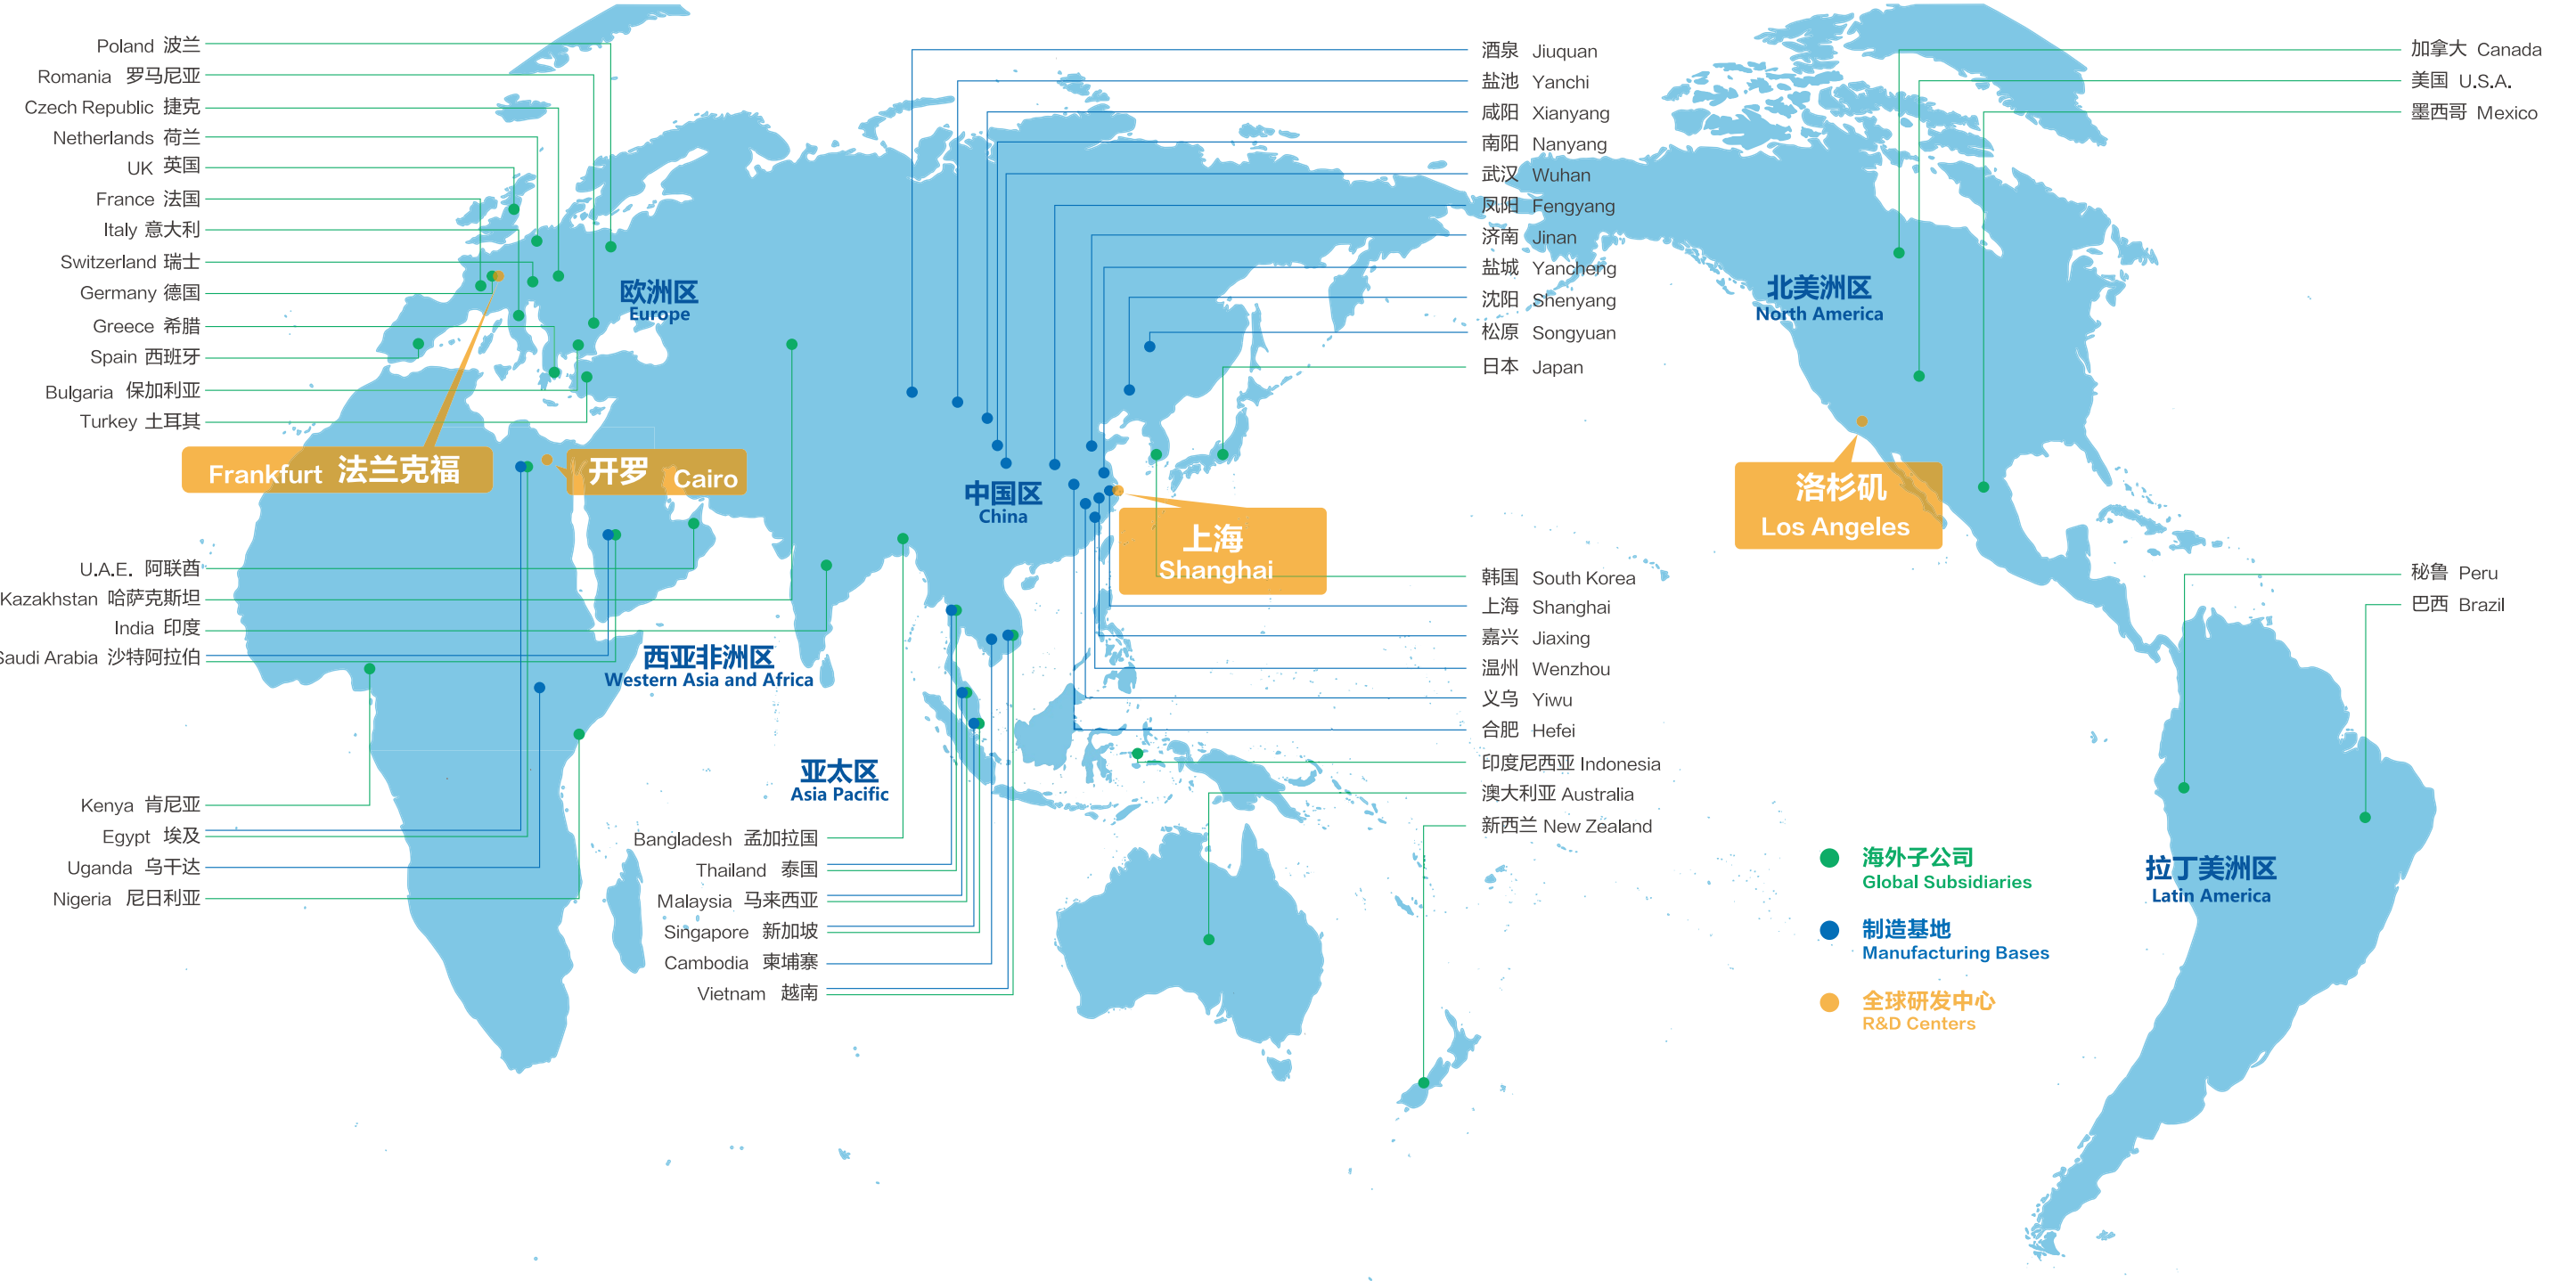 Poland 波兰
Romania 罗马尼亚
Czech Republic 捷克
Netherlands 荷兰
UK 英国
France 法国
Italy 意大利
Switzerland 瑞士
Germany 德国
Greece 希腊
Spain 西班牙
Bulgaria 保加利亚
Turkey 土耳其
Frankfurt 法兰克福
开罗 Cairo
U.A.E. 阿联酋
Kazakhstan 哈萨克斯坦
India 印度
Saudi Arabia 沙特阿拉伯
Kenya 肯尼亚
Egypt 埃及
Uganda 乌干达
Nigeria 尼日利亚
欧洲区
Europe
西亚非洲区
Western Asia and Africa
亚太区
Asia Pacific
Bangladesh 孟加拉国
Thailand 泰国
Malaysia 马来西亚
Singapore 新加坡
Cambodia 柬埔寨
Vietnam 越南
中国区
China
上海
Shanghai
酒泉 Jiuquan
盐池 Yanchi
咸阳 Xianyang
南阳 Nanyang
武汉 Wuhan
凤阳 Fengyang
济南 Jinan
盐城 Yancheng
沈阳 Shenyang
松原 Songyuan
日本 Japan
韩国 South Korea
上海 Shanghai
嘉兴 Jiaxing
温州 Wenzhou
义乌 Yiwu
合肥 Hefei
印度尼西亚 Indonesia
澳大利亚 Australia
新西兰 New Zealand
北美洲区
North America
洛杉矶
Los Angeles
加拿大 Canada
美国 U.S.A.
墨西哥 Mexico
秘鲁 Peru
巴西 Brazil
拉丁美洲区
Latin America
海外子公司
Global Subsidiaries
制造基地
Manufacturing Bases
全球研发中心
R&D Centers